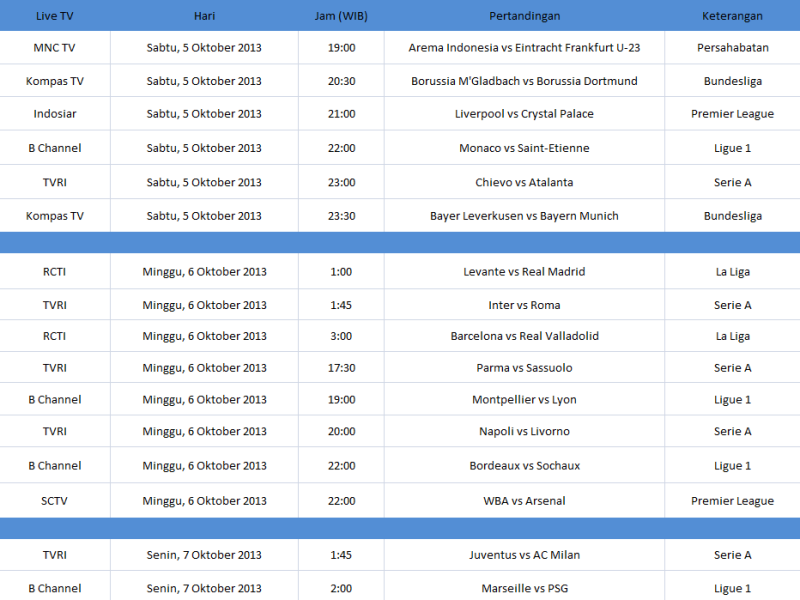 Live TV Hari Jam (WIB) Pertandingan Keterangan
MNC TV Sabtu, 5 Oktober 2013 19:00 Arema Indonesia vs Eintracht Frankfurt U-23 Persahabatan
Kompas TV Sabtu, 5 Oktober 2013 20:30 Borussia M'Gladbach vs Borussia Dortmund Bundesliga
Indosiar Sabtu, 5 Oktober 2013 21:00 Liverpool vs Crystal Palace Premier League
B Channel Sabtu, 5 Oktober 2013 22:00 Monaco vs Saint-Etienne Ligue 1
TVRI Sabtu, 5 Oktober 2013 23:00 Chievo vs Atalanta Serie A
Kompas TV Sabtu, 5 Oktober 2013 23:30 Bayer Leverkusen vs Bayern Munich Bundesliga
RCTI Minggu, 6 Oktober 2013 1:00 Levante vs Real Madrid La Liga
TVRI Minggu, 6 Oktober 2013 1:45 Inter vs Roma Serie A
RCTI Minggu, 6 Oktober 2013 3:00 Barcelona vs Real Valladolid La Liga
TVRI Minggu, 6 Oktober 2013 17:30 Parma vs Sassuolo Serie A
B Channel Minggu, 6 Oktober 2013 19:00 Montpellier vs Lyon Ligue 1
TVRI Minggu, 6 Oktober 2013 20:00 Napoli vs Livorno Serie A
B Channel Minggu, 6 Oktober 2013 22:00 Bordeaux vs Sochaux Ligue 1
SCTV Minggu, 6 Oktober 2013 22:00 WBA vs Arsenal Premier League
TVRI Senin, 7 Oktober 2013 1:45 Juventus vs AC Milan Serie A
B Channel Senin, 7 Oktober 2013 2:00 Marseille vs PSG Ligue 1